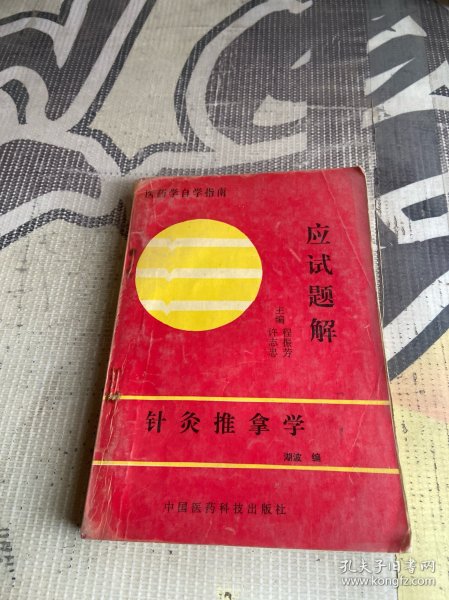 医药学自学指南
应试题解
主编 程振芳
许志忠
针灸推拿学
湖波 编
中国医药科技出版社
孔夫子旧书网
www.kongfz.com